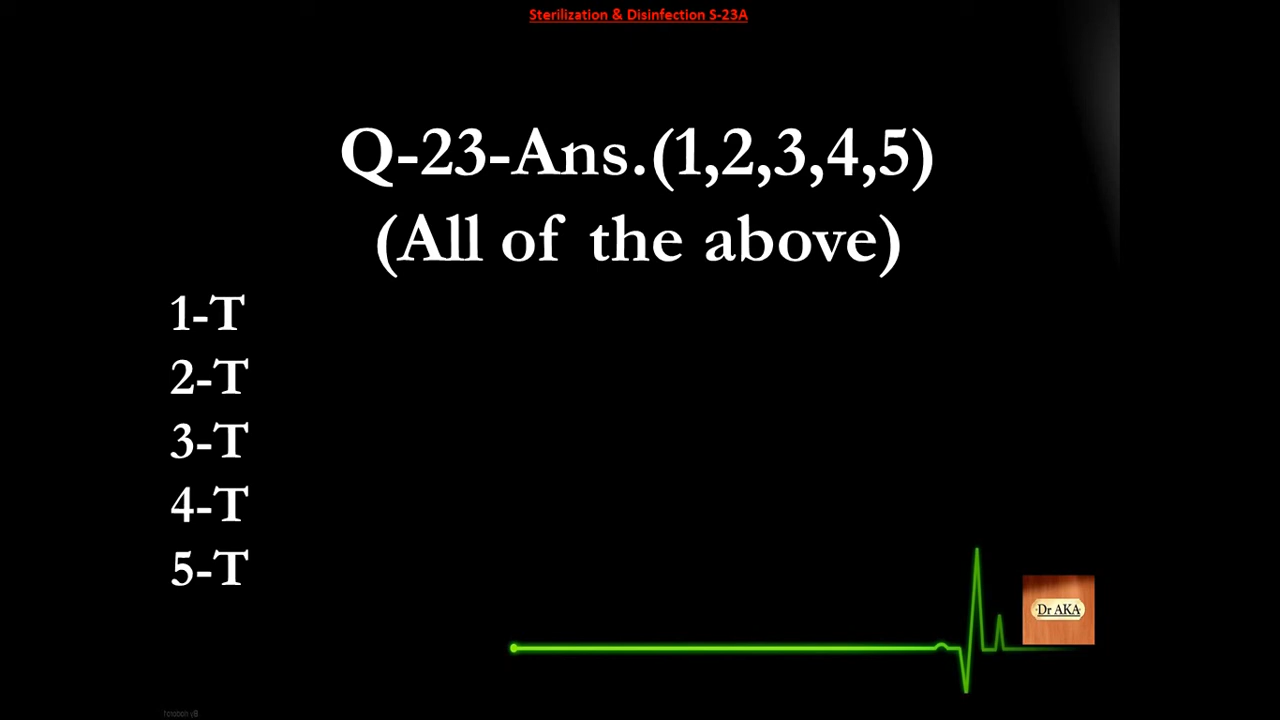 Sterilization & Disinfection S-23A
Q-23-Ans.(1,2,3,4,5)
(All of the above)
1-T
2-T
3-T
4-T
5-T
Dr AKA